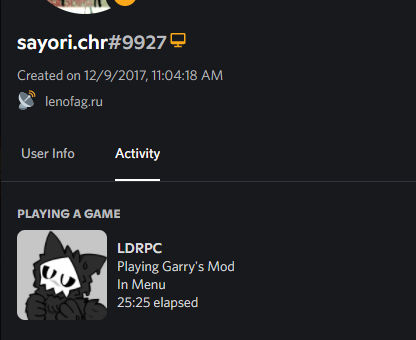 sayori.chr#9927
Created on 12/9/2017, 11:04:18 AM
lenofag.ru
User Info Activity
PLAYING A GAME
LDRPC
Playing Garry's Mod
In Menu
25:25 elapsed